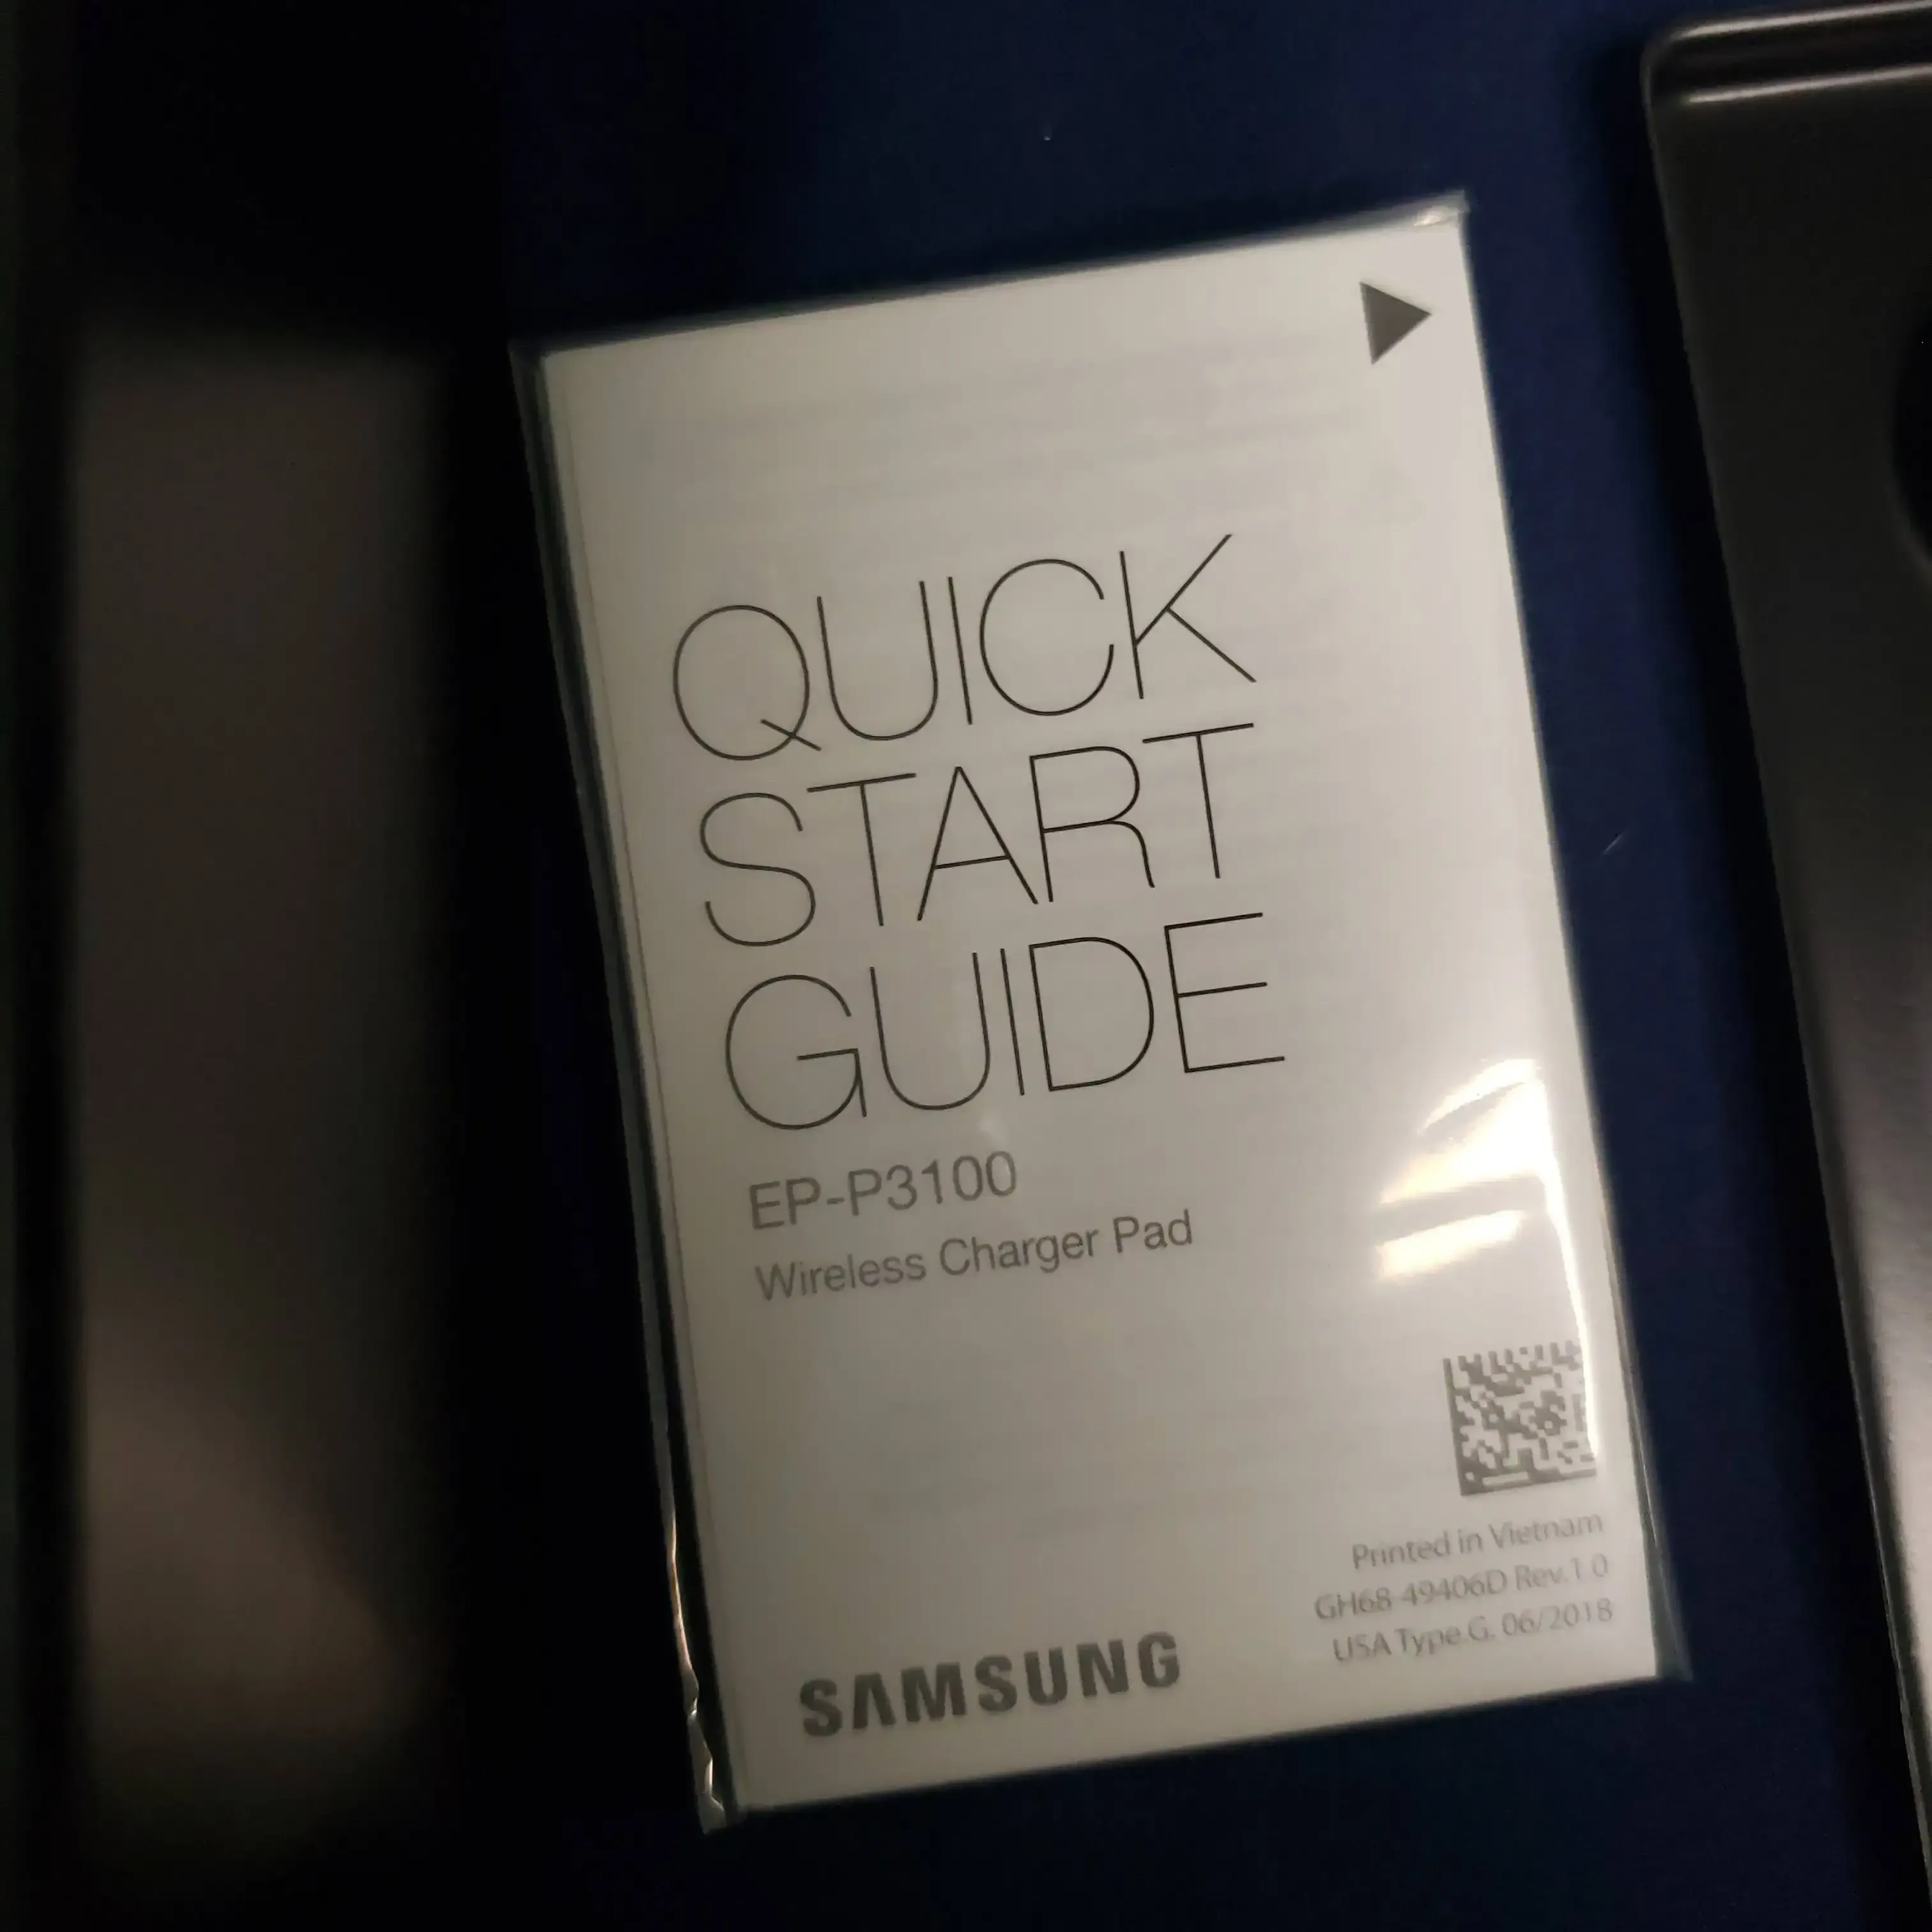 QUICK
START
GUIDE
EP-P3100
Wireless Charger Pad
Printed in Vietnam
GH68-49406D Rev.1.0
USA Type G. 06/2018
SAMSUNG